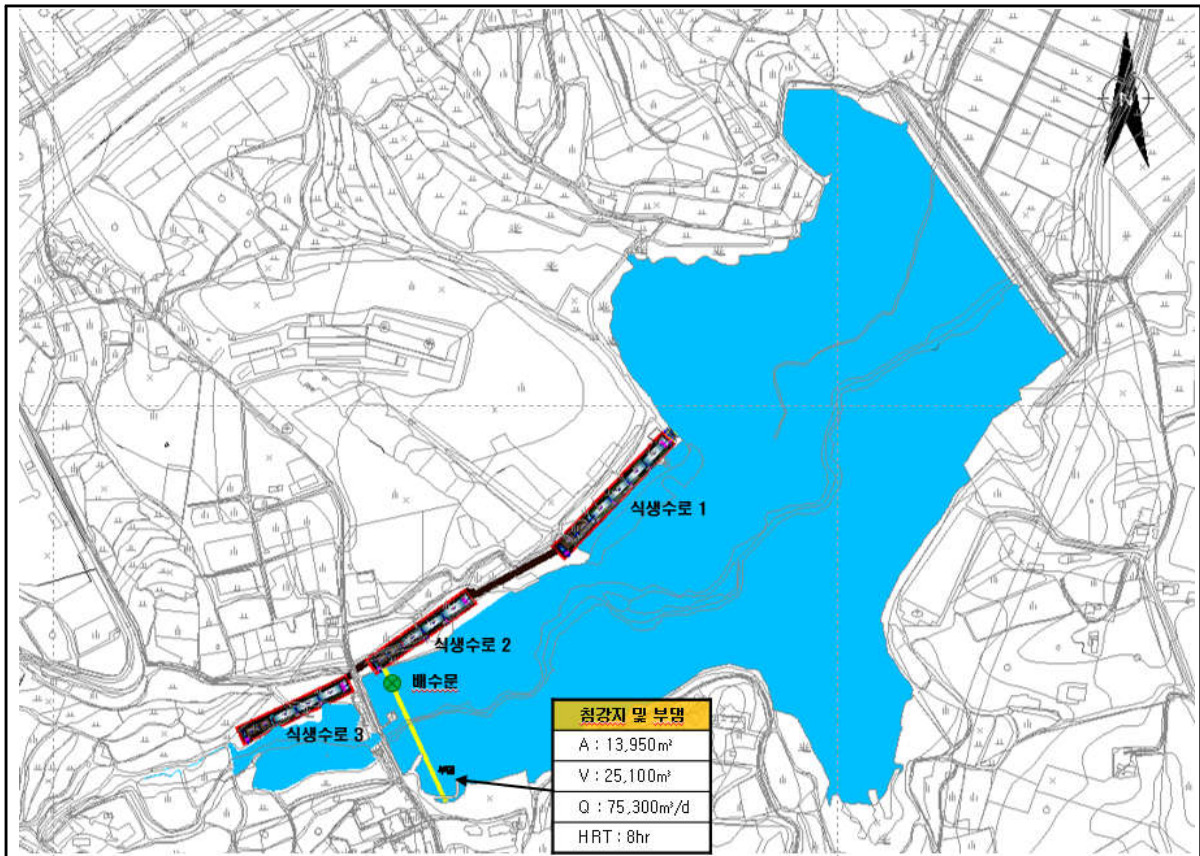 식생수로 1
식생수로 2
배수문
식생수로 3
침강지 및 부댐
A : 13,950㎡
V : 25,100㎥
Q : 75,300㎥/d
HRT : 8hr